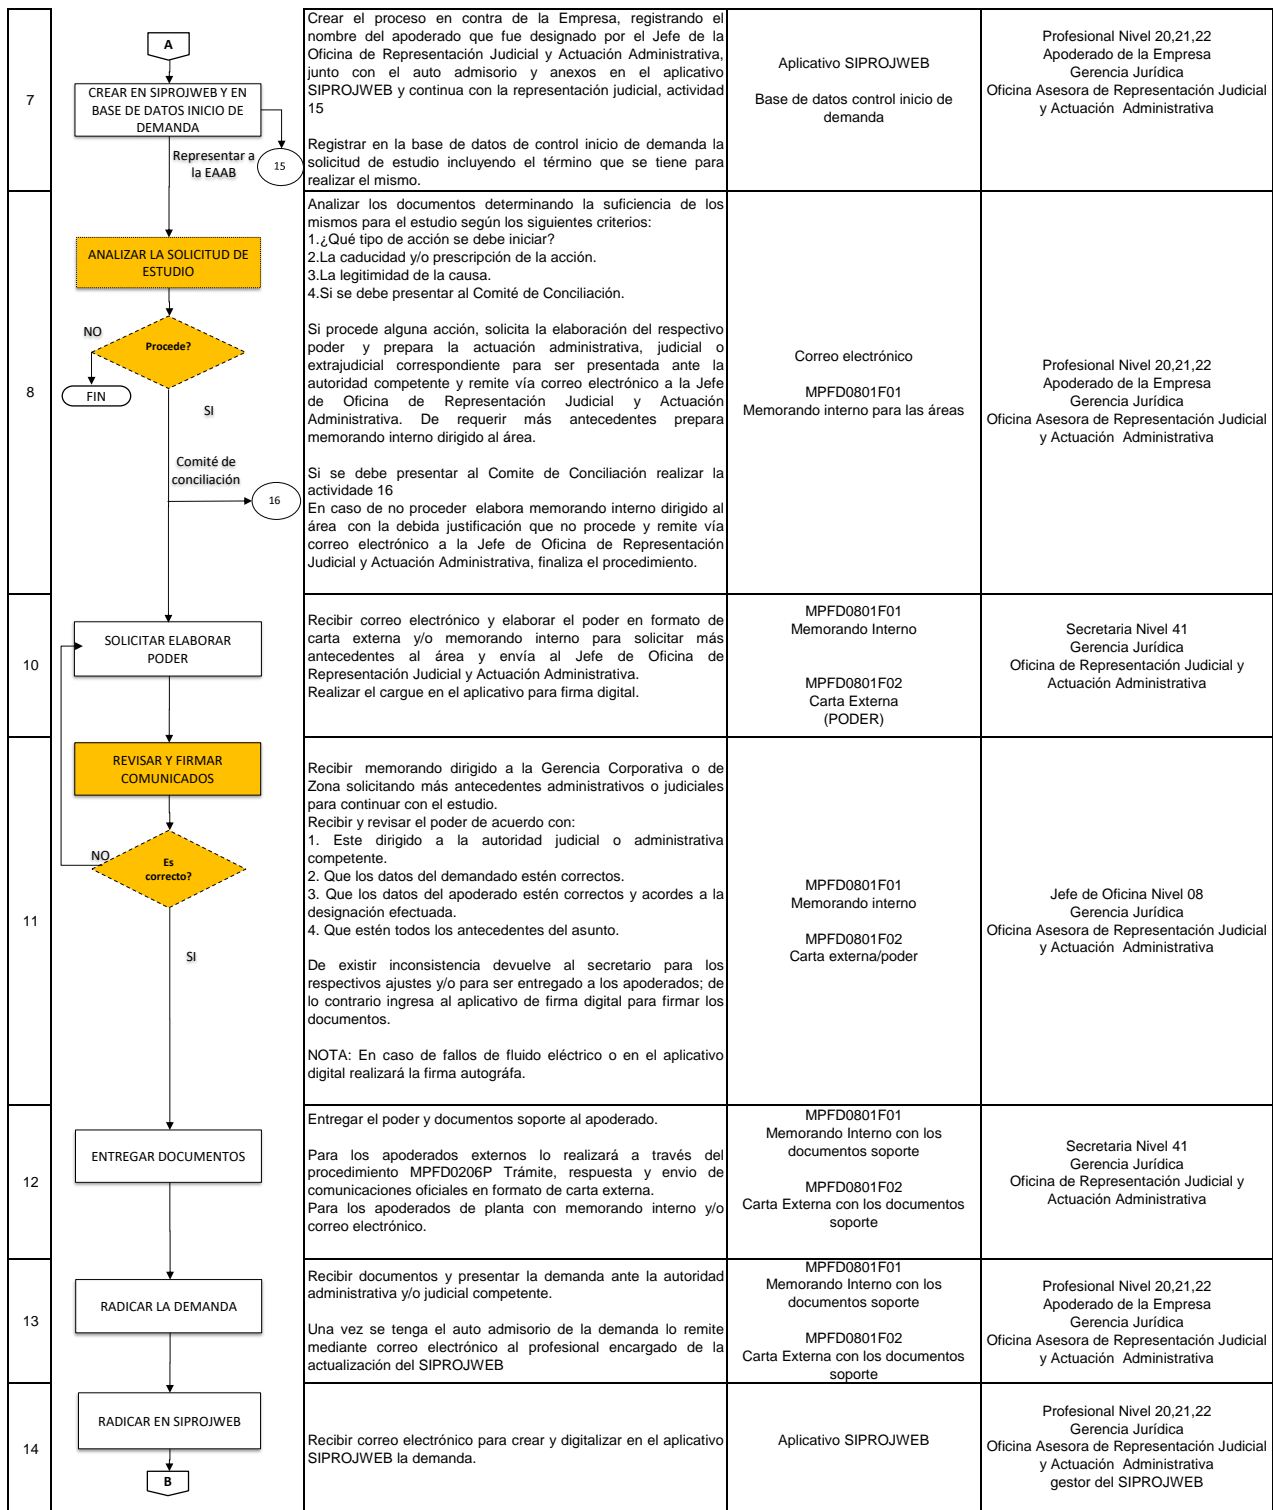 7
A
CREAR EN SIPROJWEB Y EN
BASE DE DATOS INICIO DE
DEMANDA
Representar a
la EAAB
15
Crear el proceso en contra de la Empresa, registrando el
nombre del apoderado que fue designado por el Jefe de la
Oficina de Representación Judicial y Actuación Administrativa,
junto con el auto admisorio y anexos en el aplicativo
SIPROJWEB y continua con la representación judicial, actividad
15
Registrar en la base de datos de control inicio de demanda la
solicitud de estudio incluyendo el término que se tiene para
realizar el mismo.
Aplicativo SIPROJWEB
Base de datos control inicio de
demanda
Profesional Nivel 20,21,22
Apoderado de la Empresa
Gerencia Jurídica
Oficina Asesora de Representación Judicial
y Actuación  Administrativa
8
ANALIZAR LA SOLICITUD DE
ESTUDIO
NO
Procede?
FIN
SI
Comité de
conciliación
16
Analizar los documentos determinando la suficiencia de los
mismos para el estudio según los siguientes criterios:
1.¿Qué tipo de acción se debe iniciar?
2.La caducidad y/o prescripción de la acción.
3.La legitimidad de la causa.
4.Si se debe presentar al Comité de Conciliación.
Si procede alguna acción, solicita la elaboración del respectivo
poder y prepara la actuación administrativa, judicial o
extrajudicial correspondiente para ser presentada ante la
autoridad competente y remite vía correo electrónico a la Jefe
de Oficina de Representación Judicial y Actuación
Administrativa. De requerir más antecedentes prepara
memorando interno dirigido al área.
Si se debe presentar al Comite de Conciliación realizar la
actividade 16
En caso de no proceder  elabora memorando interno dirigido al
área  con la debida justificación que no procede y remite vía
correo electrónico a la Jefe de Oficina de Representación
Judicial y Actuación Administrativa, finaliza el procedimiento.
Correo electrónico
MPFD0801F01
Memorando interno para las áreas
Profesional Nivel 20,21,22
Apoderado de la Empresa
Gerencia Jurídica
Oficina Asesora de Representación Judicial
y Actuación  Administrativa
10
SOLICITAR ELABORAR
PODER
Recibir correo electrónico y elaborar el poder en formato de
carta externa y/o memorando interno para solicitar más
antecedentes al área y envía al Jefe de Oficina de
Representación Judicial y Actuación Administrativa.
Realizar el cargue en el aplicativo para firma digital.
MPFD0801F01
Memorando Interno
MPFD0801F02
Carta Externa
(PODER)
Secretaria Nivel 41
Gerencia Jurídica
Oficina de Representación Judicial y
Actuación Administrativa
11
REVISAR Y FIRMAR
COMUNICADOS
NO
Es
correcto?
SI
Recibir  memorando dirigido a la Gerencia Corporativa o de
Zona solicitando más antecedentes administrativos o judiciales
para continuar con el estudio.
Recibir y revisar el poder de acuerdo con:
1. Este dirigido a la autoridad judicial o administrativa
competente.
2. Que los datos del demandado estén correctos.
3. Que los datos del apoderado estén correctos y acordes a la
designación efectuada.
4. Que estén todos los antecedentes del asunto.
De existir inconsistencia devuelve al secretario para los
respectivos ajustes y/o para ser entregado a los apoderados; de
lo contrario ingresa al aplicativo de firma digital para firmar los
documentos.
NOTA: En caso de fallos de fluido eléctrico o en el aplicativo
digital realizará la firma autográfa.
MPFD0801F01
Memorando interno
MPFD0801F02
Carta externa/poder
Jefe de Oficina Nivel 08
Gerencia Jurídica
Oficina Asesora de Representación Judicial
y Actuación  Administrativa
12
ENTREGAR DOCUMENTOS
Entregar el poder y documentos soporte al apoderado.
Para los apoderados externos lo realizará a través del
procedimiento MPFD0206P Trámite, respuesta y envio de
comunicaciones oficiales en formato de carta externa.
Para los apoderados de planta con memorando interno y/o
correo electrónico.
MPFD0801F01
Memorando Interno con los
documentos soporte
MPFD0801F02
Carta Externa con los documentos
soporte
Secretaria Nivel 41
Gerencia Jurídica
Oficina de Representación Judicial y
Actuación Administrativa
13
RADICAR LA DEMANDA
Recibir documentos y presentar la demanda ante la autoridad
administrativa y/o judicial competente.
Una vez se tenga el auto admisorio de la demanda lo remite
mediante correo electrónico al profesional encargado de la
actualización del SIPROJWEB
MPFD0801F01
Memorando Interno con los
documentos soporte
MPFD0801F02
Carta Externa con los documentos
soporte
Profesional Nivel 20,21,22
Apoderado de la Empresa
Gerencia Jurídica
Oficina Asesora de Representación Judicial
y Actuación  Administrativa
14
RADICAR EN SIPROJWEB
B
Recibir correo electrónico para crear y digitalizar en el aplicativo
SIPROJWEB la demanda.
Aplicativo SIPROJWEB
Profesional Nivel 20,21,22
Gerencia Jurídica
Oficina Asesora de Representación Judicial
y Actuación  Administrativa
gestor del SIPROJWEB